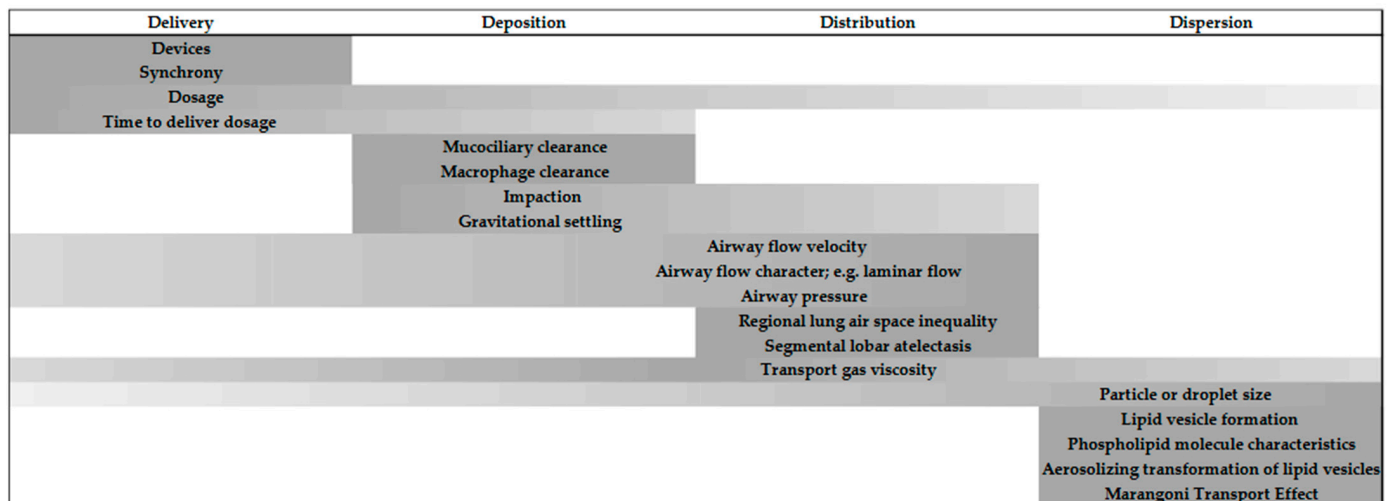 Delivery Deposition Distribution Dispersion
Devices
Synchrony
Dosage
Time to deliver dosage
Mucociliary clearance
Macrophage clearance
Impaction
Gravitational settling
Airway flow velocity
Airway flow character; e.g. laminar flow
Airway pressure
Regional lung air space inequality
Segmental lobar atelectasis
Transport gas viscosity
Particle or droplet size
Lipid vesicle formation
Phospholipid molecule characteristics
Aerosolizing transformation of lipid vesicles
Marangoni Transport Effect